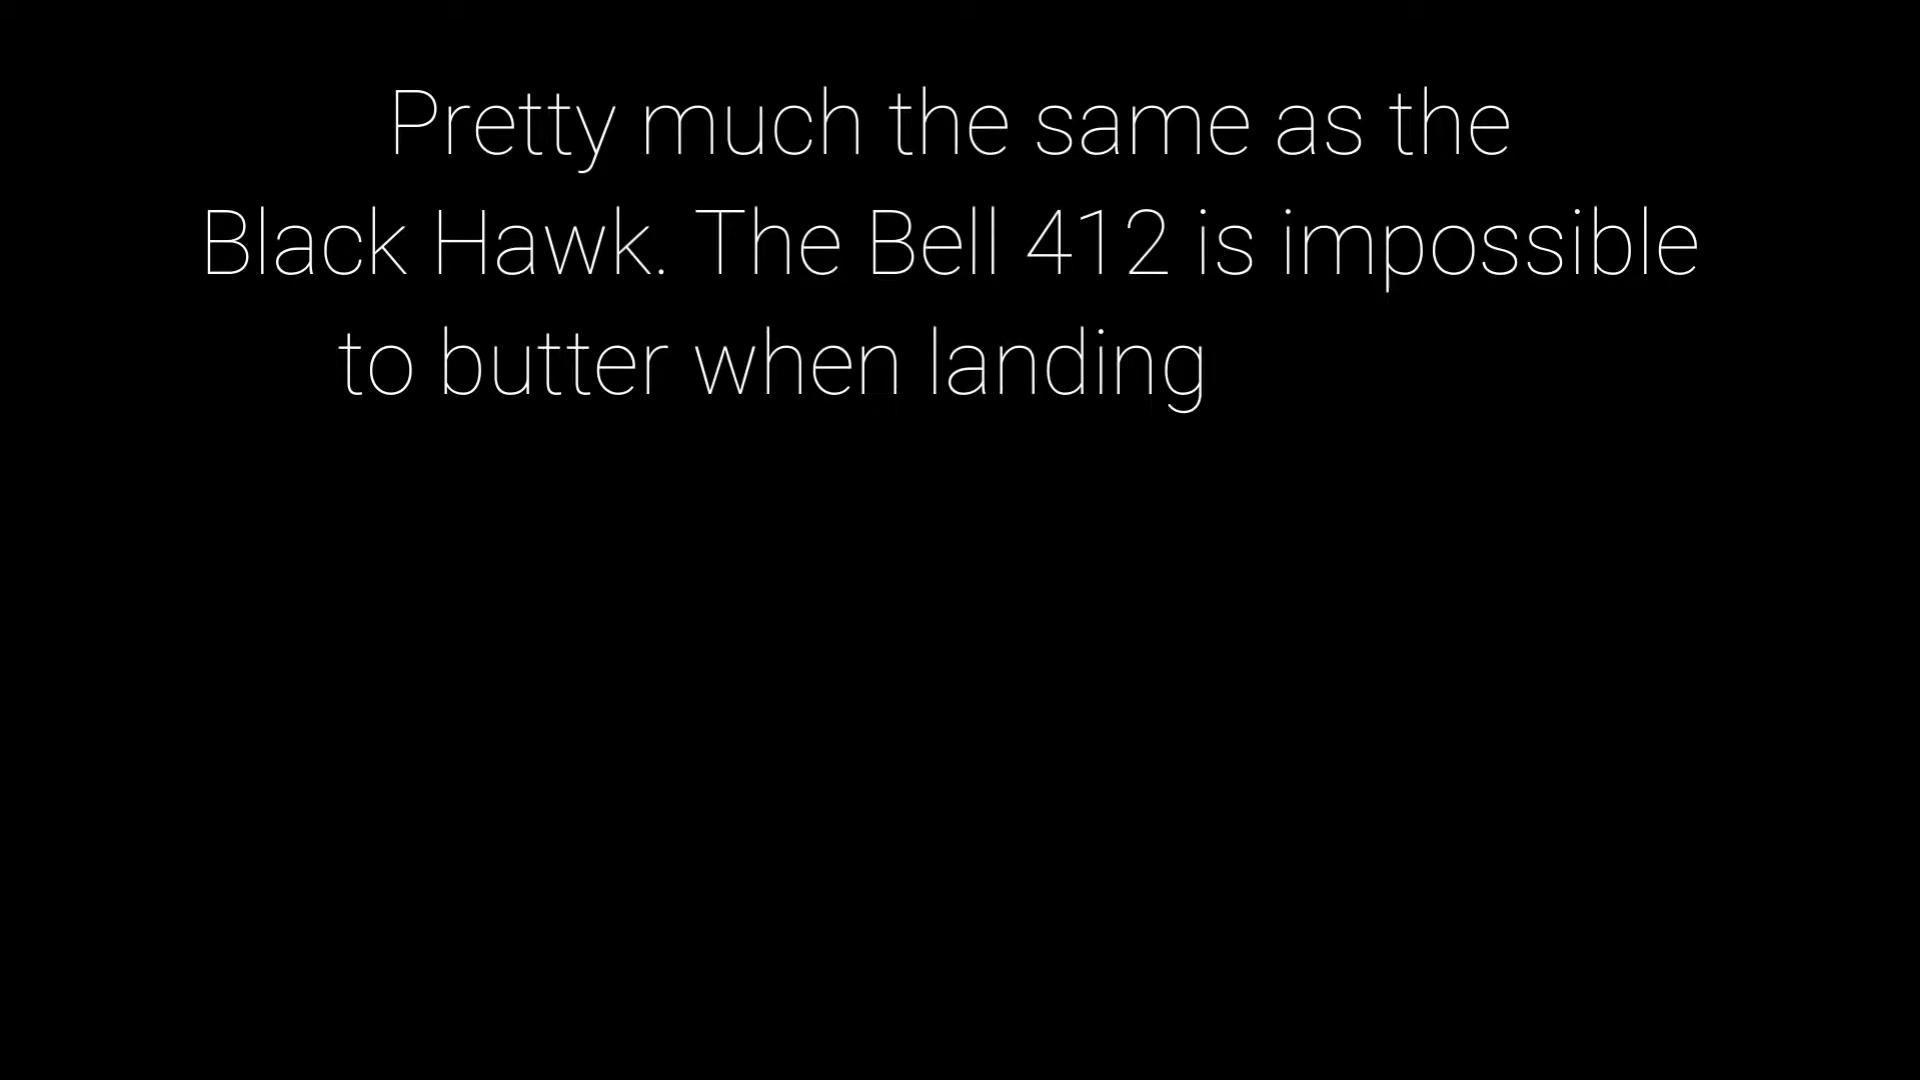 Pretty much the same as the
Black Hawk. The Bell 412 is impossible
to butter when landing